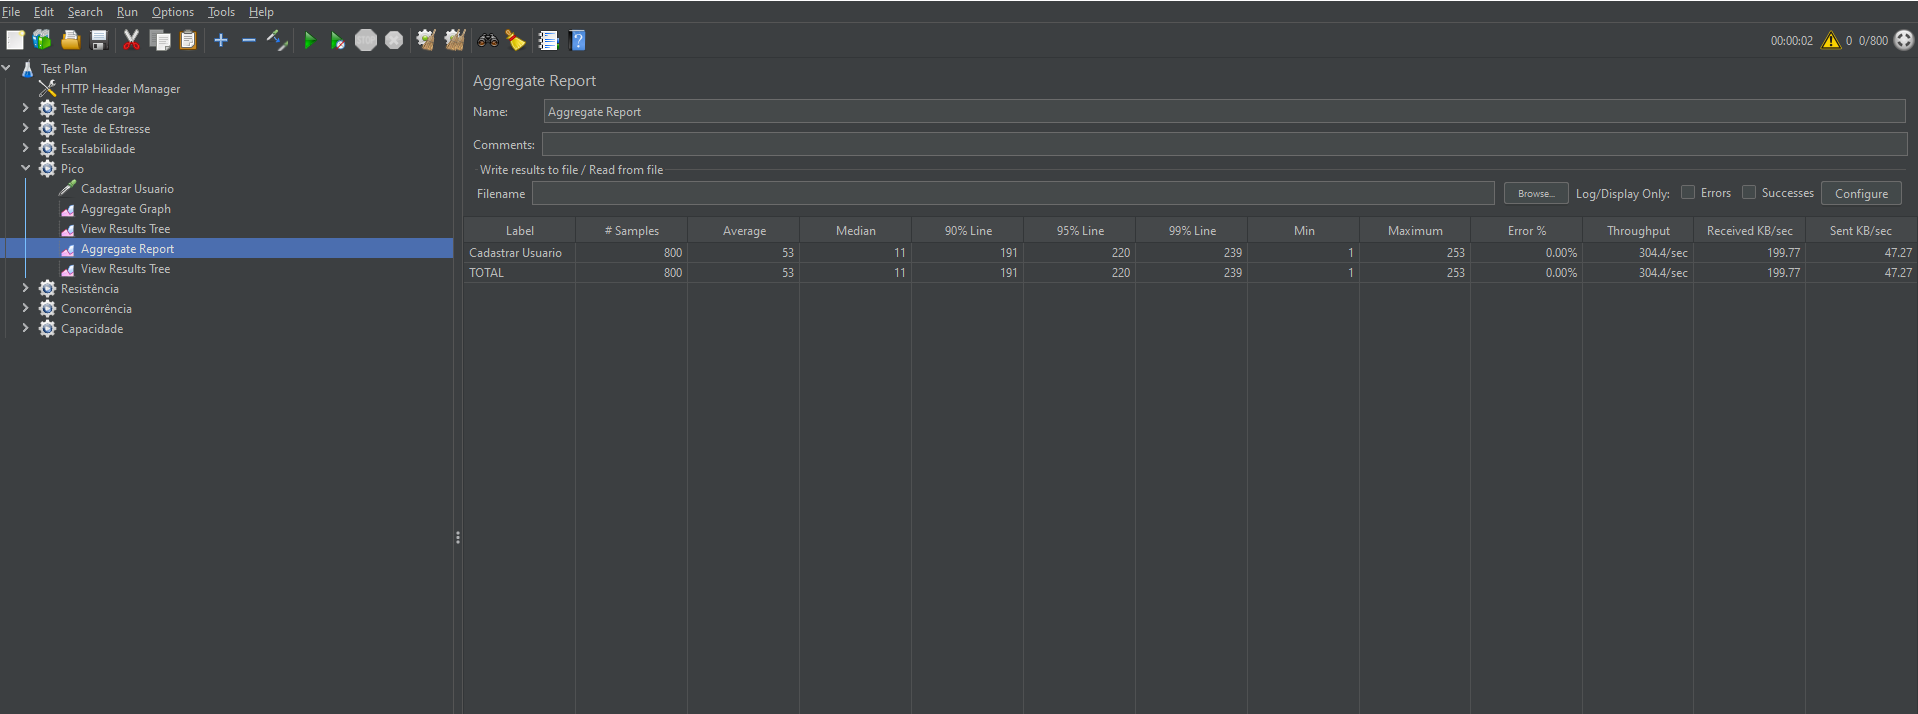 File Edit Search Run Options Tools Help
00:00:02 0 0/800
Test Plan
HTTP Header Manager
Teste de carga
Teste  de Estresse
Escalabilidade
Pico
Cadastrar Usuario
Aggregate Graph
View Results Tree
Aggregate Report
View Results Tree
Resistência
Concorrência
Capacidade
Aggregate Report
Name: Aggregate Report
Comments:
Write results to file / Read from file
Filename Browse... Log/Display Only: Errors Successes Configure
Label # Samples Average Median 90% Line 95% Line 99% Line Min Maximum Error % Throughput Received KB/sec Sent KB/sec
Cadastrar Usuario 800 53 11 191 220 239 1 253 0.00% 304.4/sec 199.77 47.27
TOTAL 800 53 11 191 220 239 1 253 0.00% 304.4/sec 199.77 47.27